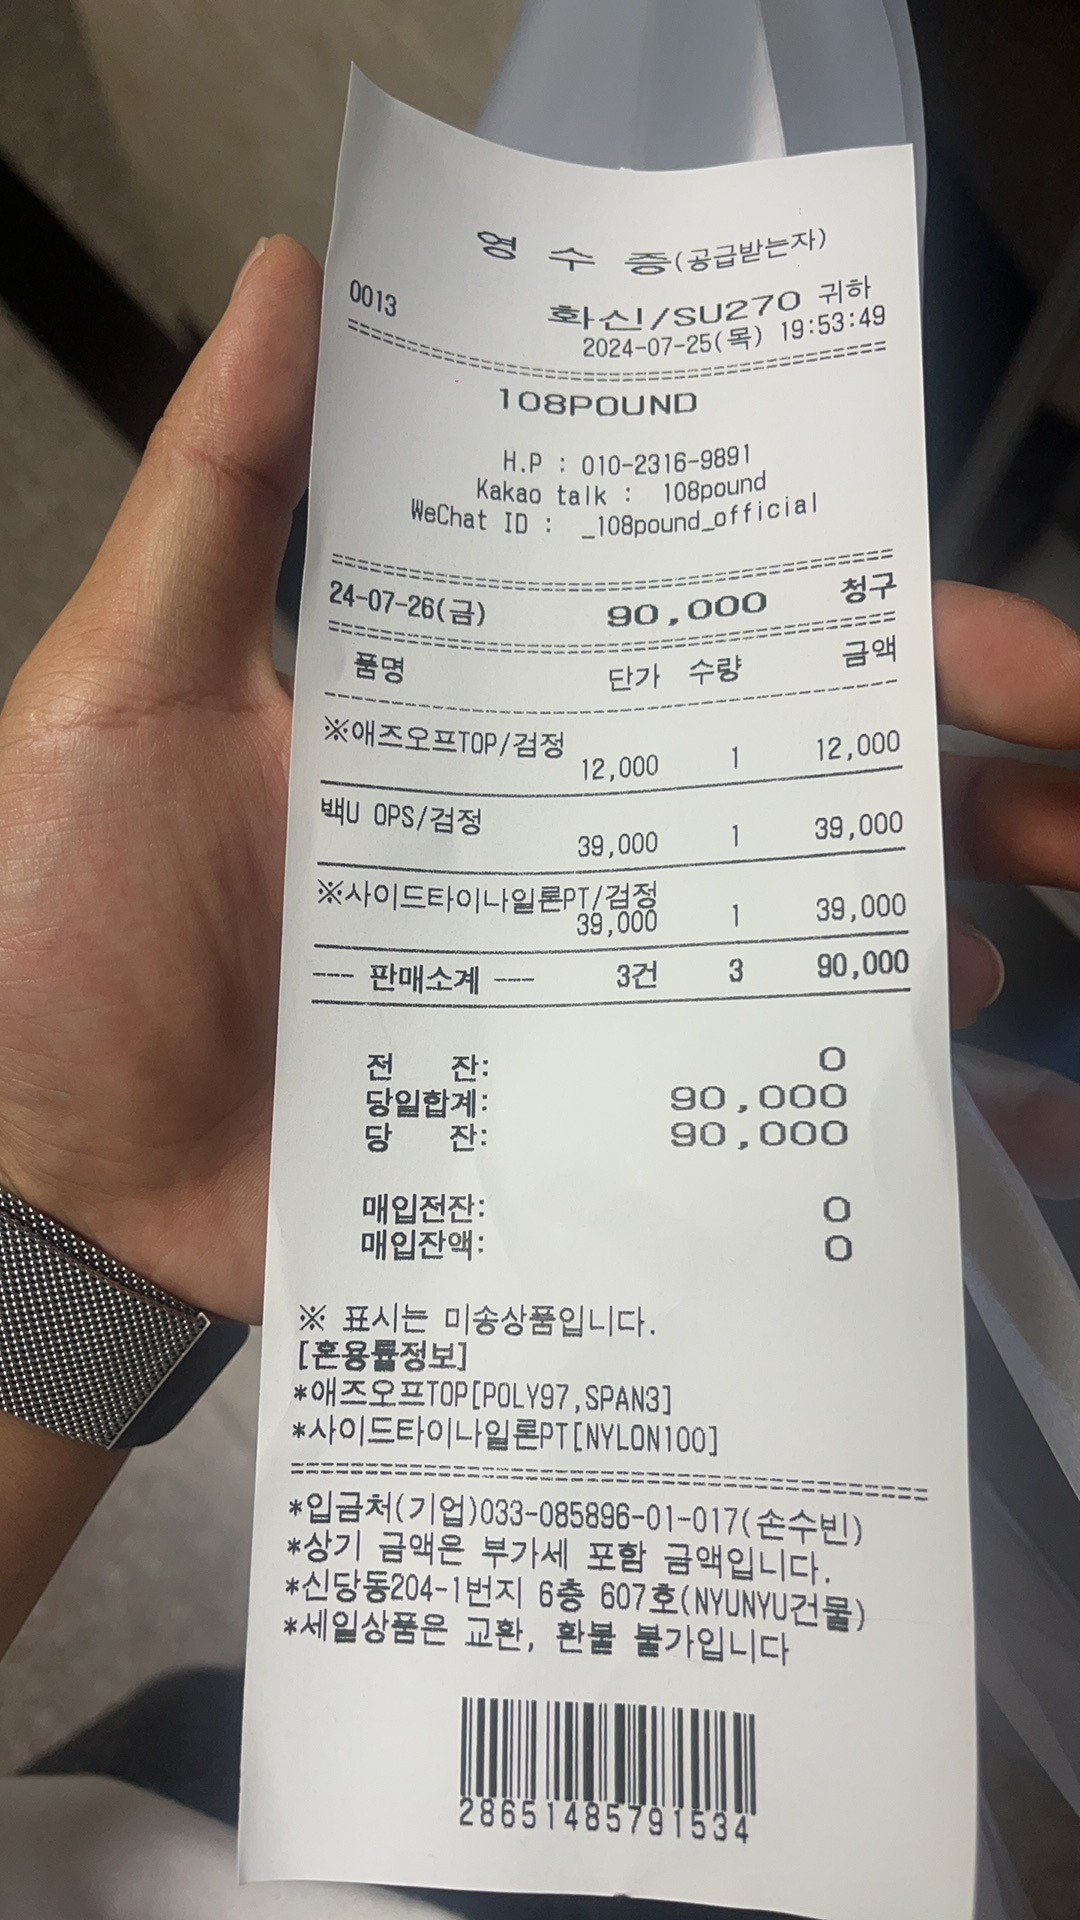 영 수 증(공급받는자)
0013 화신/SU270 귀하
2024-07-25(목) 19:53:49
==========================================
108POUND
H.P : 010-2316-9891
Kakao talk : 108pound
WeChat ID : _108pound_official
==========================================
24-07-26(금) 90,000 청구
==========================================
품명 단가 수량 금액
------------------------------------------
※애즈오프TOP/검정
12,000 1 12,000
백U OPS/검정
39,000 1 39,000
※사이드타이나일론PT/검정
39,000 1 39,000
--- 판매소계 --- 3건 3 90,000
전 잔: 0
당일합계: 90,000
당 잔: 90,000
매입전잔: 0
매입잔액: 0
※ 표시는 미송상품입니다.
[혼용률정보]
*애즈오프TOP[POLY97,SPAN3]
*사이드타이나일론PT[NYLON100]
==========================================
*입금처(기업)033-085896-01-017(손수빈)
*상기 금액은 부가세 포함 금액입니다.
*신당동204-1번지 6층 607호(NYUNYU건물)
*세일상품은 교환, 환불 불가입니다
28651485791534